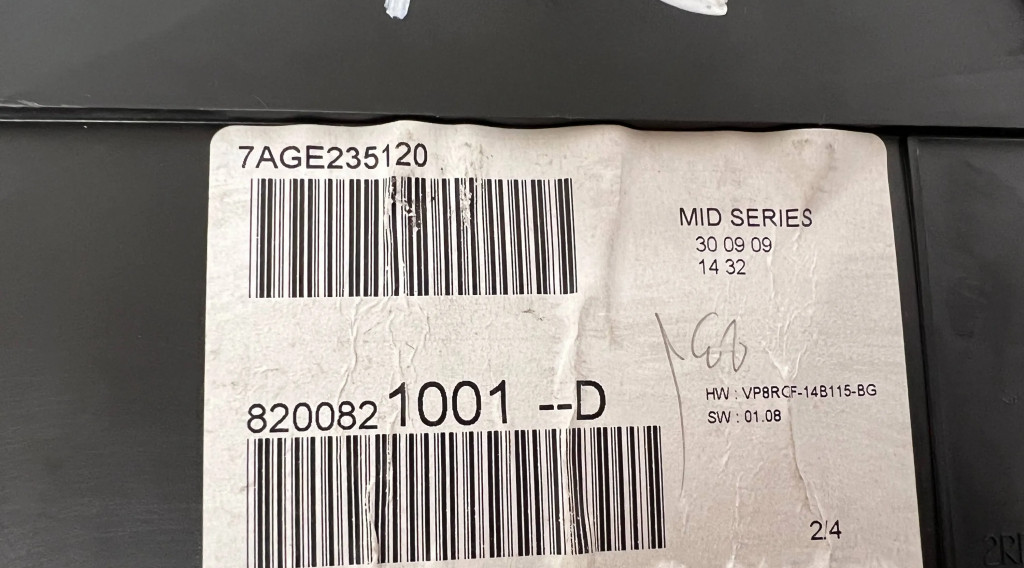 7AGE235120
MID SERIES
30 09 09
14 32
8200821001 --D
HW : VP8RCF-14B115-BG
SW : 01.08
2/4